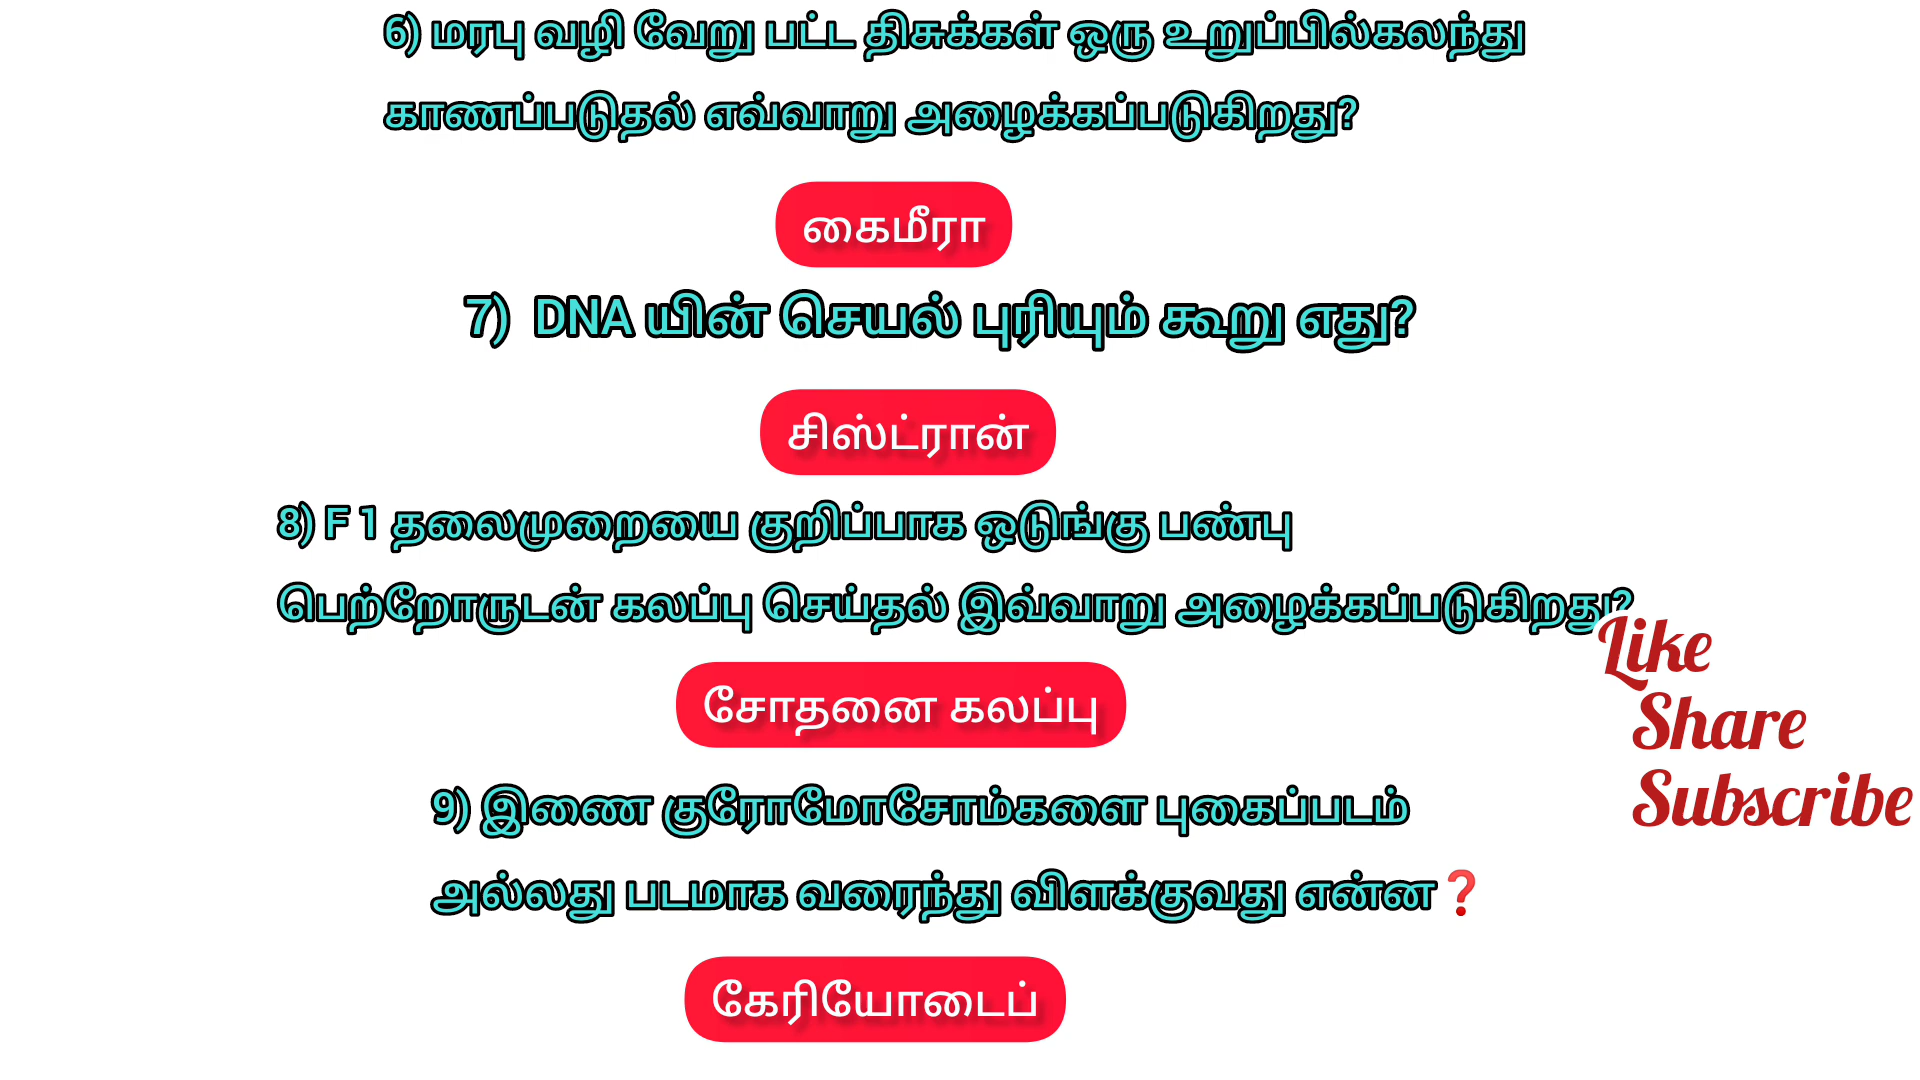 6) மரபு வழி வேறு பட்ட திசுக்கள் ஒரு உறுப்பில்கலந்து
காணப்படுதல் எவ்வாறு அழைக்கப்படுகிறது?
கைமீரா
7) DNA யின் செயல் புரியும் கூறு எது?
சிஸ்ட்ரான்
8) F 1 தலைமுறையை குறிப்பாக ஒடுங்கு பண்பு
பெற்றோருடன் கலப்பு செய்தல் இவ்வாறு அழைக்கப்படுகிறது?
Like
Share
Subscribe
சோதனை கலப்பு
9) இணை குரோமோசோம்களை புகைப்படம்
அல்லது படமாக வரைந்து விளக்குவது என்ன❓
கேரியோடைப்